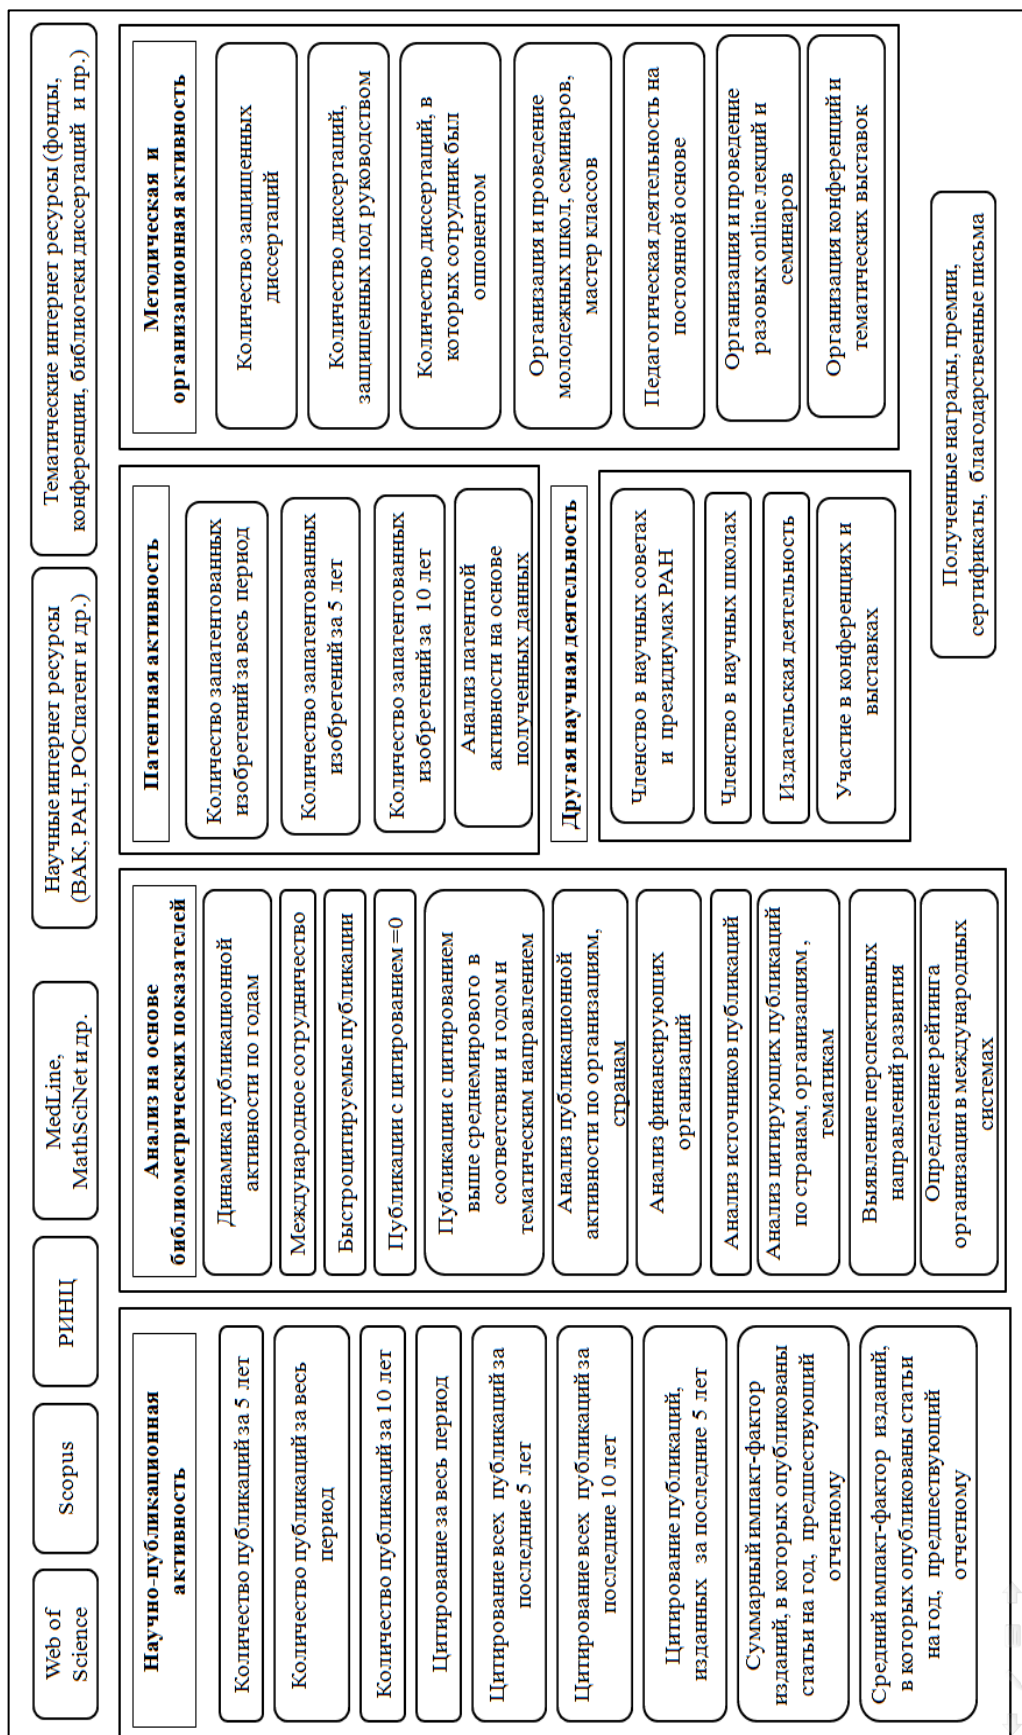 Web of
Science
Scopus
РИНЦ
MedLine,
MathSciNet и др.
Научные интернет ресурсы
(ВАК, РАН, РОСпатент и др.)
Тематические интернет ресурсы (фонды,
конференции, библиотеки диссертаций и пр.)
Научно-публикационная
активность
Количество публикаций за 5 лет
Количество публикаций за весь
период
Количество публикаций за 10 лет
Цитирование за весь период
Цитирование всех публикаций за
последние 5 лет
Цитирование всех публикаций за
последние 10 лет
Цитирование публикаций,
изданных за последние 5 лет
Суммарный импакт-фактор
изданий, в которых опубликованы
статьи на год, предшествующий
отчетному
Средний импакт-фактор изданий,
в которых опубликованы статьи
на год, предшествующий
отчетному
Анализ на основе
библиометрических показателей
Динамика публикационной
активности по годам
Международное сотрудничество
Быстроцитируемые публикации
Публикации с цитированием =0
Публикации с цитированием
выше среднемирового в
соответствии и годом и
тематическим направлением
Анализ публикационной
активности по организациям,
странам
Анализ финансирующих
организаций
Анализ источников публикаций
Анализ цитирующих публикаций
по странам, организациям ,
тематикам
Выявление перспективных
направлений развития
Определение рейтинга
организации в международных
системах
Патентная активность
Количество запатентованных
изобретений за весь период
Количество запатентованных
изобретений за 5 лет
Количество запатентованных
изобретений за 10 лет
Анализ патентной
активности на основе
полученных данных
Другая научная деятельность
Членство в научных советах
и президиумах РАН
Членство в научных школах
Издательская деятельность
Участие в конференциях и
выставках
Методическая и
организационная активность
Количество защищенных
диссертаций
Количество диссертаций,
защищенных под руководством
Количество диссертаций, в
которых сотрудник был
оппонентом
Организация и проведение
молодежных школ, семинаров,
мастер классов
Педагогическая деятельность на
постоянной основе
Организация и проведение
разовых online лекций и
семинаров
Организация конференций и
тематических выставок
Полученные награды, премии,
сертификаты, благодарственные письма